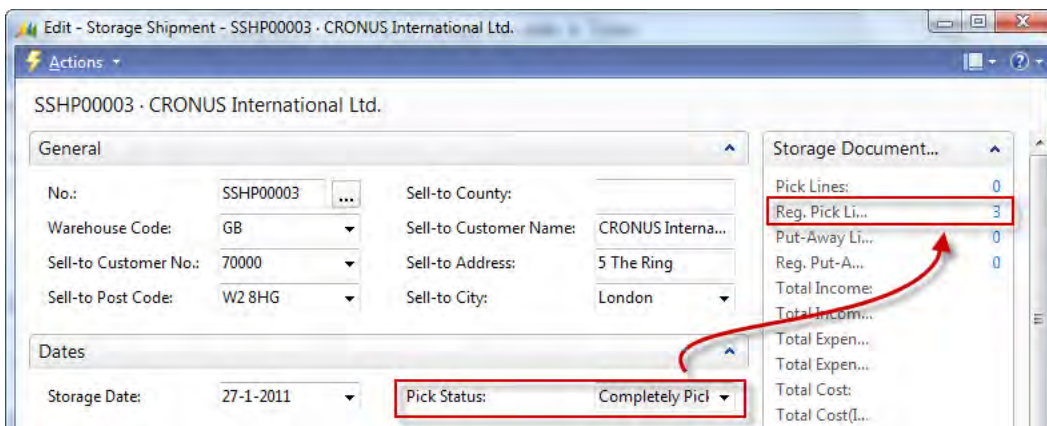 Edit - Storage Shipment - SSHP00003 · CRONUS International Ltd.
Actions
SSHP00003 · CRONUS International Ltd.
General
No.: SSHP00003 ...
Sell-to County:
Warehouse Code: GB
Sell-to Customer Name: CRONUS Interna...
Sell-to Customer No.: 70000
Sell-to Address: 5 The Ring
Sell-to Post Code: W2 8HG
Sell-to City: London
Dates
Storage Date: 27-1-2011
Pick Status: Completely Picl
Storage Document...
Pick Lines: 0
Reg. Pick Li... 3
Put-Away Li... 0
Reg. Put-A... 0
Total Income:
Total Incom...
Total Expen...
Total Expen...
Total Cost:
Total Cost(I...